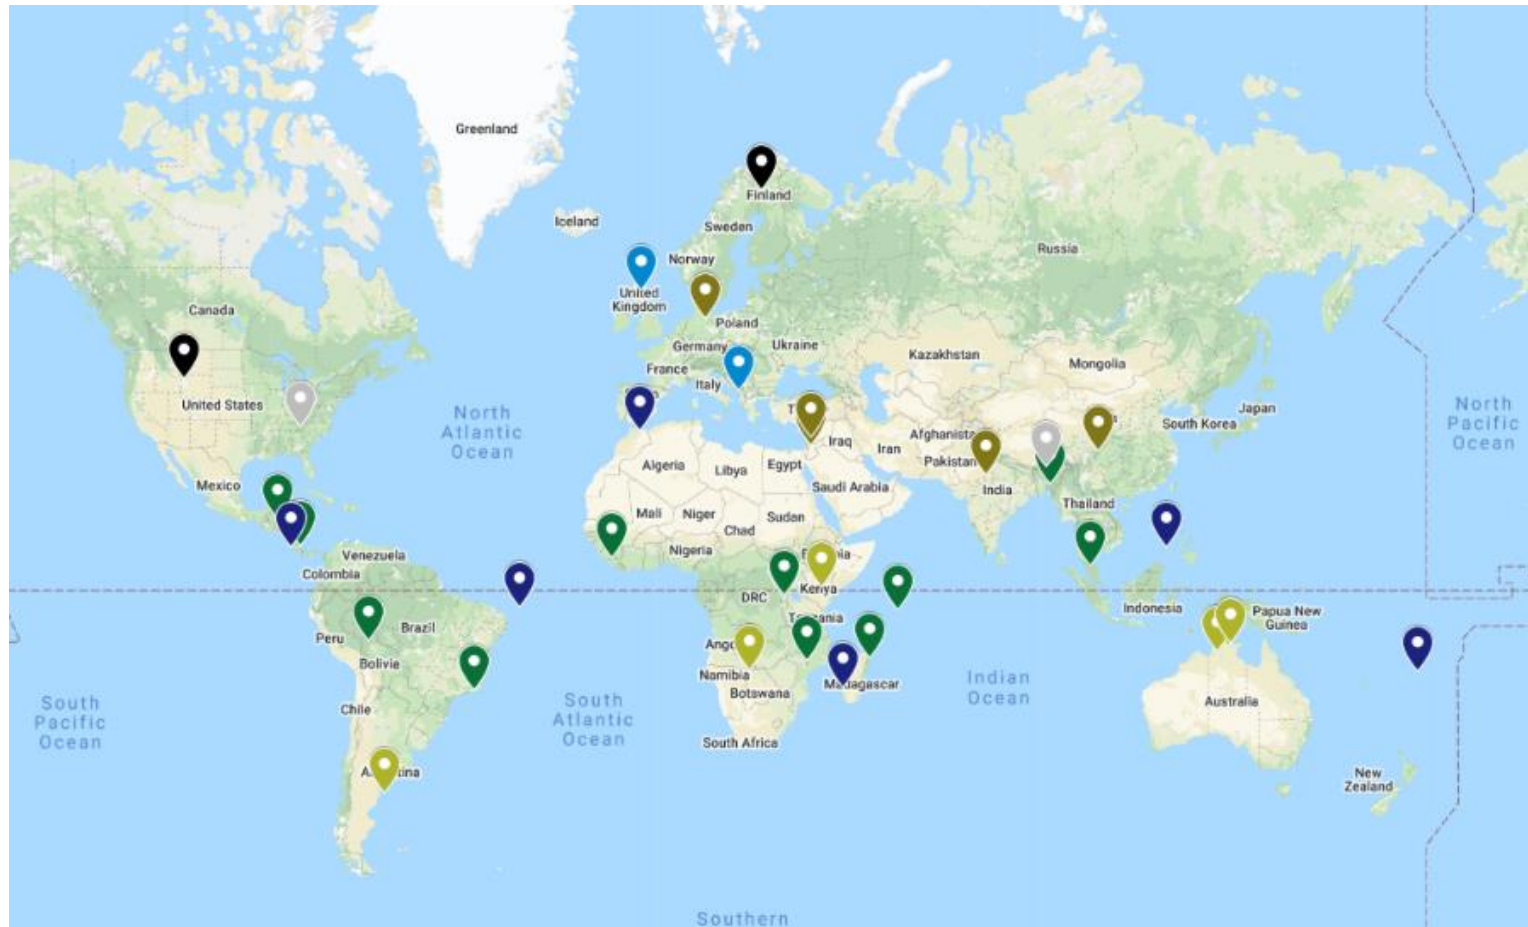 Greenland
Finland
Iceland
Sweden
Russia
Norway
United
Kingdom
Canada
Poland
Germany
Ukraine
Kazakhstan
Mongolia
France
Italy
United States
North
Atlantic
Ocean
Japan
South Korea
North
Pacific
Ocean
Iraq
Iran
Afghanista
Pakistan
Algeria
Libya
Egypt
Saudi Arabia
India
Mexico
Thailand
Mali
Niger
Chad
Sudan
Nigeria
Venezuela
Colombia
Kenya
DRC
Indonesia
Papua New
Guinea
Peru
Brazil
Bolivia
Namibia
Botswana
Madagascar
Indian
Ocean
Australia
South
Pacific
Ocean
Chile
South
Atlantic
Ocean
South Africa
New
Zealand
Southern